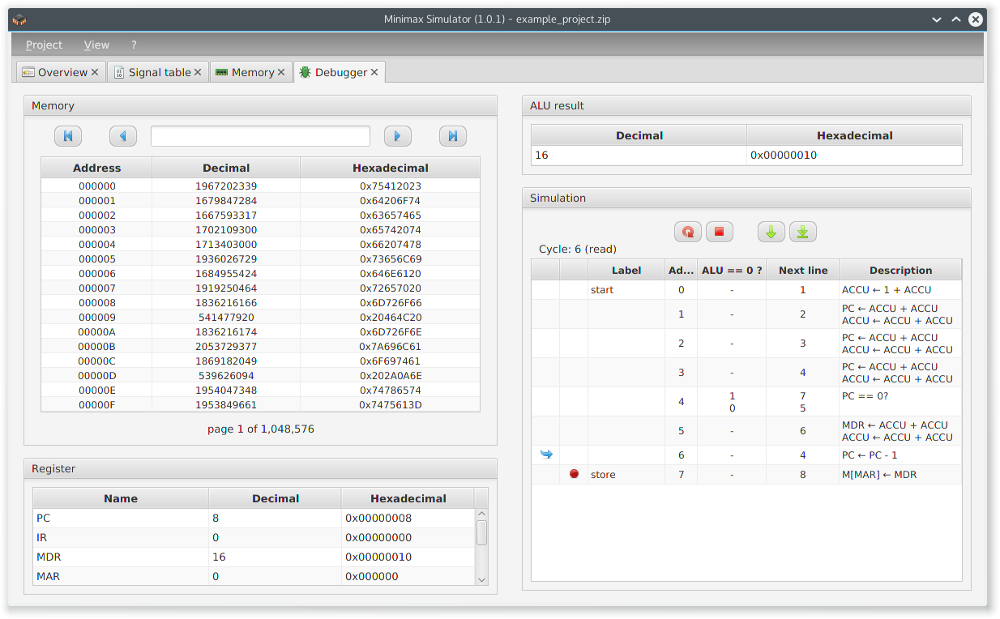 Minimax Simulator (1.0.1) - example_project.zip
Project View ?
Overview Signal table Memory Debugger
Memory
Address Decimal Hexadecimal
000000 1967202339 0x75412023
000001 1679847284 0x64206F74
000002 1667593317 0x63657465
000003 1702109300 0x65742074
000004 1713403000 0x66207478
000005 1936026729 0x73656C69
000006 1684955424 0x646E6120
000007 1919250464 0x72657020
000008 1836216166 0x6D726F66
000009 541477920 0x20464C20
00000A 1836216174 0x6D726F6E
00000B 2053729377 0x7A696C61
00000C 1869182049 0x6F697461
00000D 539626094 0x202A0A6E
00000E 1954047348 0x74786574
00000F 1953849661 0x7475613D
page 1 of 1,048,576
Register
Name Decimal Hexadecimal
PC 8 0x00000008
IR 0 0x00000000
MDR 16 0x00000010
MAR 0 0x000000
ALU result
Decimal Hexadecimal
16 0x00000010
Simulation
Cycle: 6 (read)
Label Ad... ALU == 0 ? Next line Description
start 0 - 1 ACCU ← 1 + ACCU
1 - 2 PC ← ACCU + ACCU
ACCU ← ACCU + ACCU
2 - 3 PC ← ACCU + ACCU
ACCU ← ACCU + ACCU
3 - 4 PC ← ACCU + ACCU
ACCU ← ACCU + ACCU
4 1 7 PC == 0?
0 5
5 - 6 MDR ← ACCU + ACCU
ACCU ← ACCU + ACCU
6 - 4 PC ← PC - 1
store 7 - 8 M[MAR] ← MDR